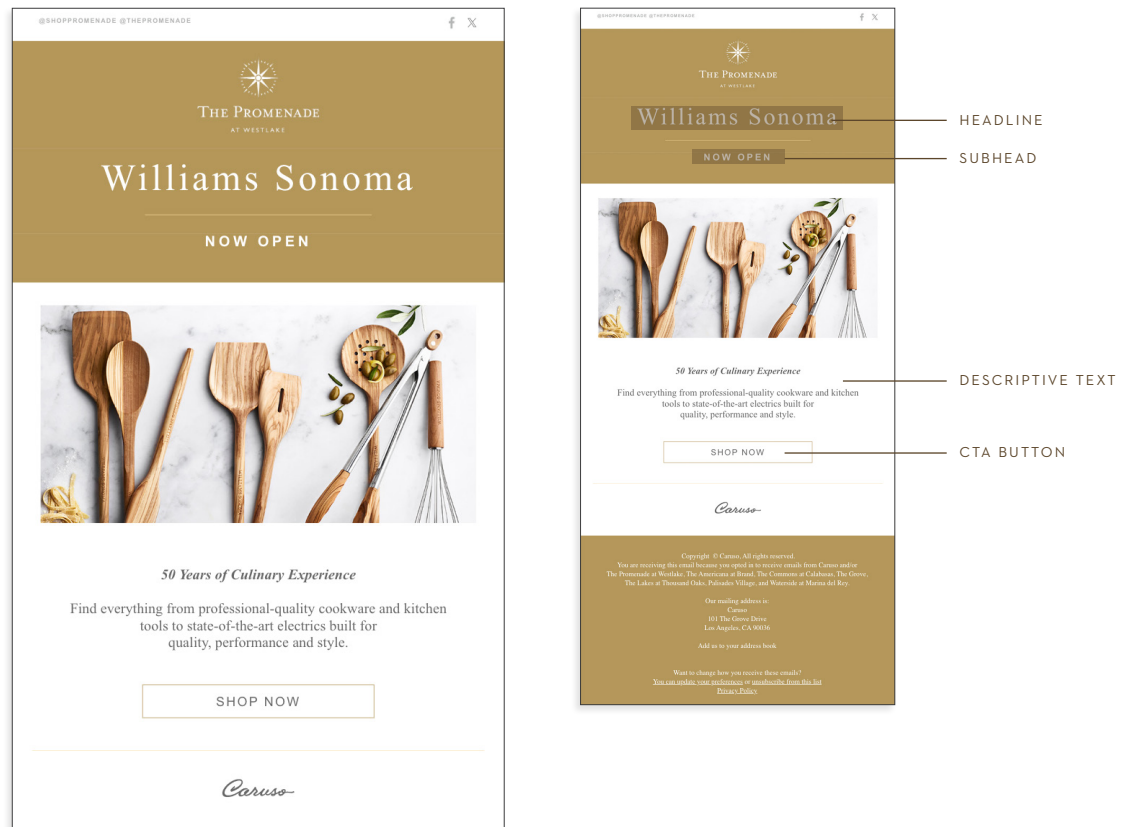 @SHOPPROMENADE @THEPROMENADE
THE PROMENADE
AT WESTLAKE
Williams Sonoma
NOW OPEN
50 Years of Culinary Experience
Find everything from professional-quality cookware and kitchen
tools to state-of-the-art electrics built for
quality, performance and style.
SHOP NOW
Caruso
@SHOPPROMENADE @THEPROMENADE
THE PROMENADE
AT WESTLAKE
Williams Sonoma
NOW OPEN
50 Years of Culinary Experience
Find everything from professional-quality cookware and kitchen
tools to state-of-the-art electrics built for
quality, performance and style.
SHOP NOW
Caruso
Copyright © Caruso, All rights reserved.
You are receiving this email because you opted in to receive emails from Caruso and/or
The Promenade at Westlake, The Americana at Brand, The Commons at Calabasas, The Grove,
The Lakes at Thousand Oaks, Palisades Village, and Waterside at Marina del Rey.
Our mailing address is:
Caruso
101 The Grove Drive
Los Angeles, CA 90036
Add us to your address book
Want to change how you receive these emails?
You can update your preferences or unsubscribe from this list
Privacy Policy
HEADLINE
SUBHEAD
DESCRIPTIVE TEXT
CTA BUTTON